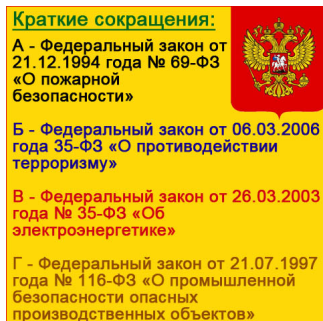 Краткие сокращения:
А - Федеральный закон от
21.12.1994 года № 69-ФЗ
«О пожарной
безопасности»
Б - Федеральный закон от 06.03.2006
года 35-ФЗ «О противодействии
терроризму»
В - Федеральный закон от 26.03.2003
года № 35-ФЗ «Об
электроэнергетике»
Г - Федеральный закон от 21.07.1997
года № 116-ФЗ «О промышленной
безопасности опасных
производственных объектов»